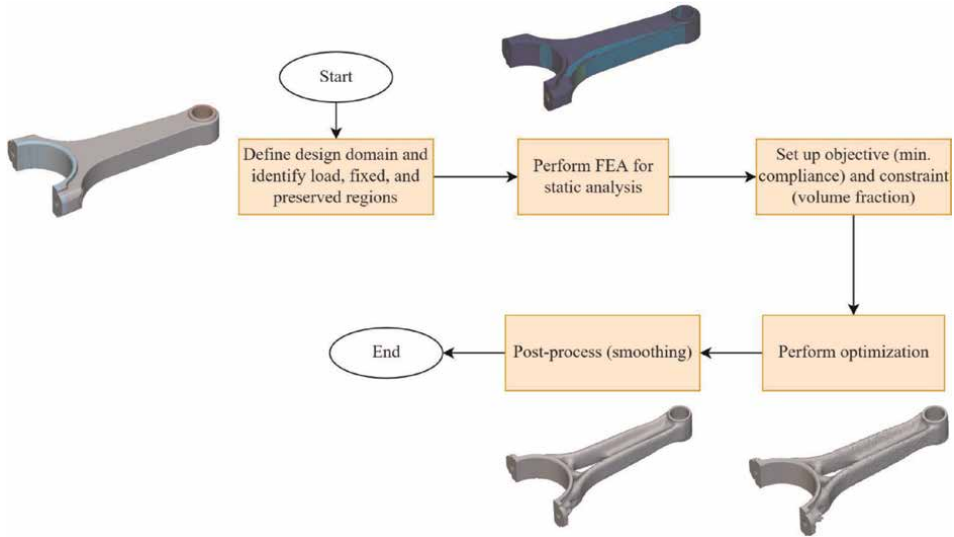 Start
Define design domain and
identify load, fixed, and
preserved regions
Perform FEA for
static analysis
Set up objective (min.
compliance) and constraint
(volume fraction)
Perform optimization
Post-process (smoothing)
End